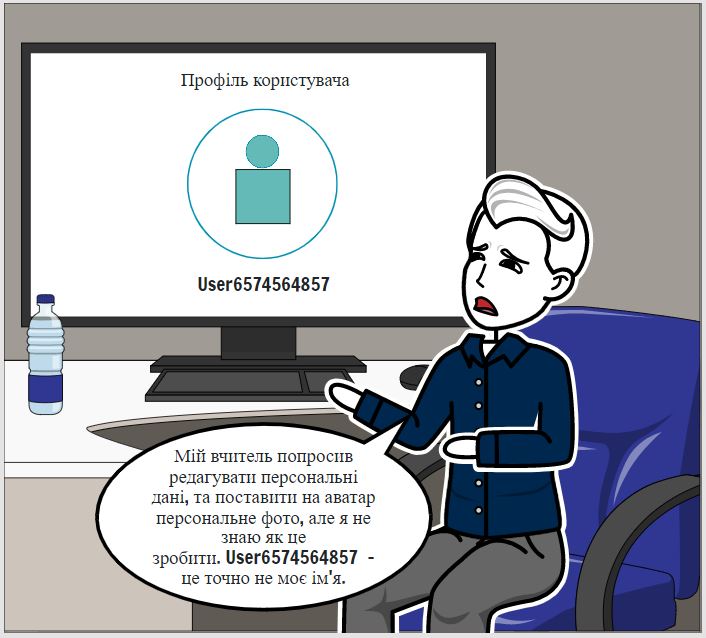 Профіль користувача
User6574564857
Мій вчитель попросив
редагувати персональні
дані, та поставити на аватар
персональне фото, але я не
знаю як це
зробити. User6574564857 -
це точно не моє ім'я.